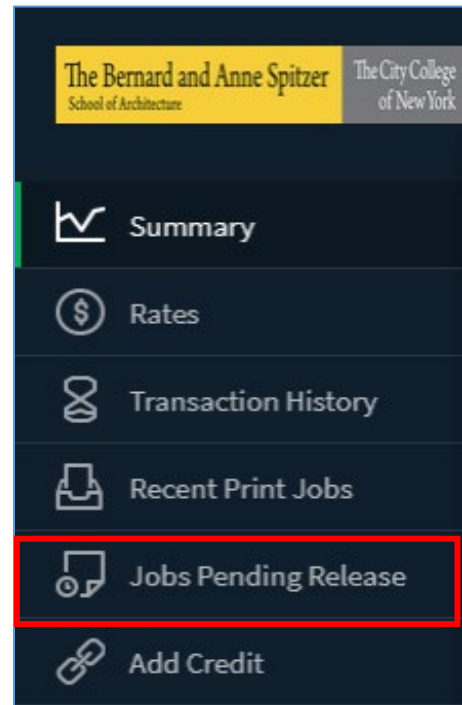 The Bernard and Anne Spitzer
School of Architecture
The City College
of New York
Summary
Rates
Transaction History
Recent Print Jobs
Jobs Pending Release
Add Credit